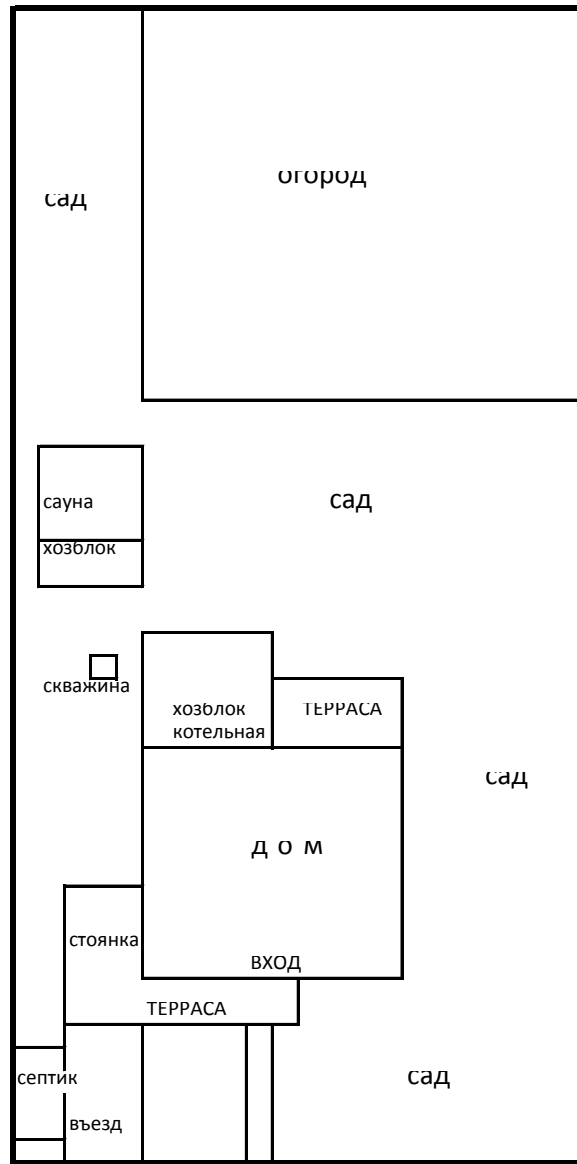 огород
сад
сауна
сад
хозблок
скважина
хозблок
ТЕРРАСА
котельная
сад
д о м
стоянка
ВХОД
ТЕРРАСА
септик
сад
въезд